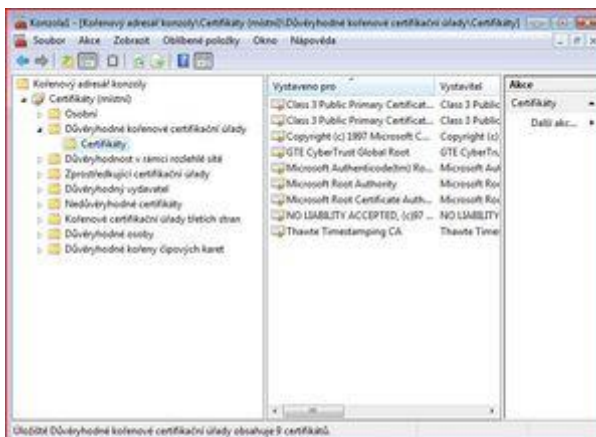 Konzola1 - [Kořenový adresář konzoly\Certifikáty (místní)\Důvěryhodné kořenové certifikační úřady\Certifikáty]
Soubor Akce Zobrazit Oblíbené položky Okno Nápověda
Kořenový adresář konzoly
Certifikáty (místní)
Osobní
Důvěryhodné kořenové certifikační úřady
Certifikáty
Důvěryhodnost v rámci rozlehlé sítě
Zprostředkující certifikační úřady
Důvěryhodný vydavatel
Nedůvěryhodné certifikáty
Kořenové certifikační úřady třetích stran
Důvěryhodné osoby
Důvěryhodné kořeny čipových karet
Vystaveno pro Vystavitel
Class 3 Public Primary Certificat... Class 3 Public
Class 3 Public Primary Certificat... Class 3 Public
Copyright (c) 1997 Microsoft C... Copyright (c)
GTE CyberTrust Global Root GTE CyberTru
Microsoft Authenticode(tm) Ro... Microsoft Aut
Microsoft Root Authority Microsoft Roo
Microsoft Root Certificate Auth... Microsoft Roo
NO LIABILITY ACCEPTED, (c)97 ... NO LIABILITY
Thawte Timestamping CA Thawte Time
Akce
Certifikáty
Další akc...
Úložiště Důvěryhodné kořenové certifikační úřady obsahuje 9 certifikátů.